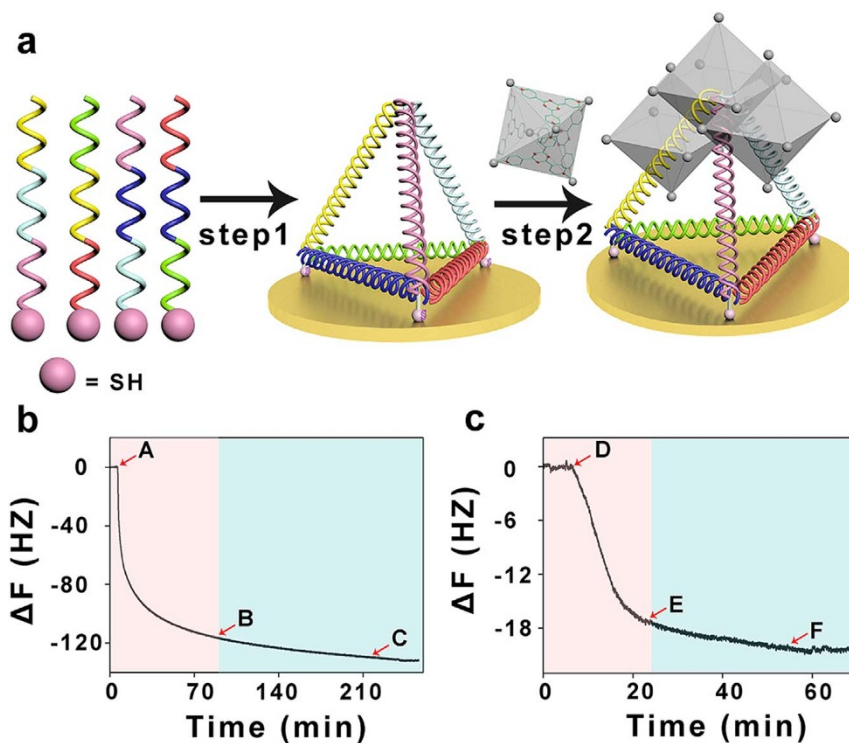 a
step1
step2
= SH
b
A
B
C
0
-40
-80
-120
ΔF (HZ)
0
70
140
210
Time (min)
c
D
E
F
0
-6
-12
-18
ΔF (HZ)
0
20
40
60
Time (min)